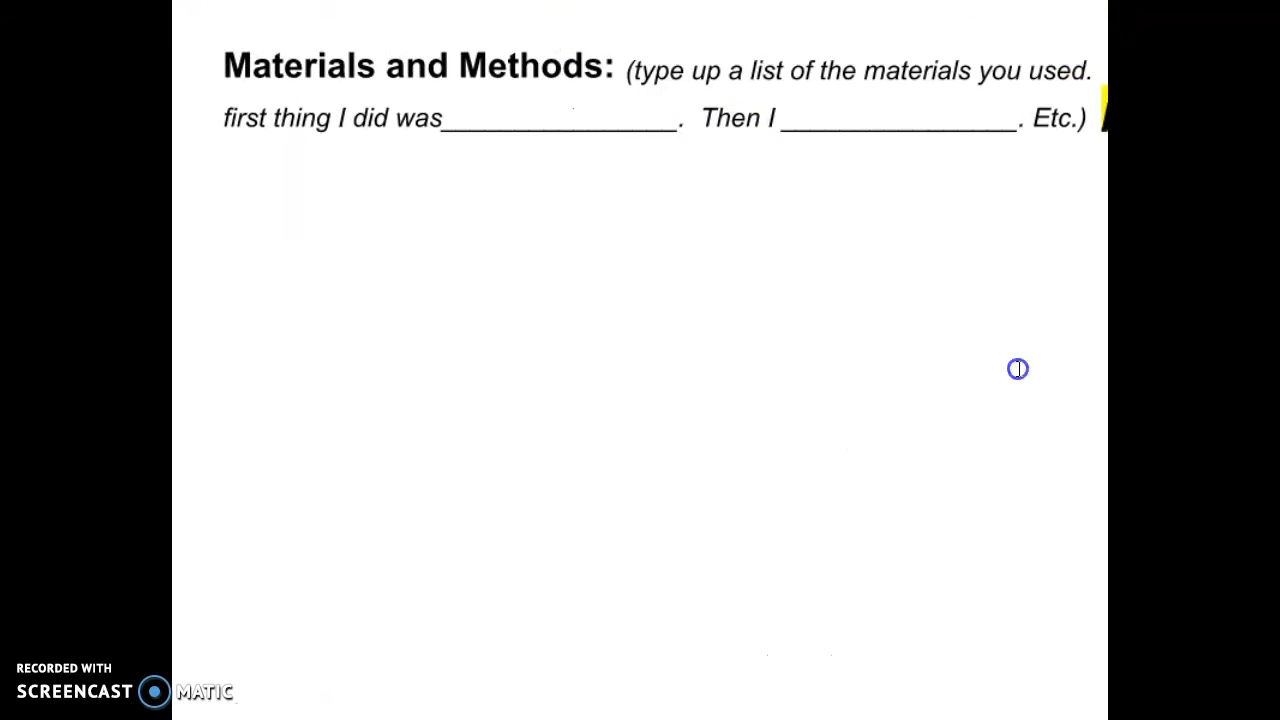 Materials and Methods: (type up a list of the materials you used.
first thing I did was________________. Then I ________________. Etc.)
RECORDED WITH
SCREENCAST MATIC